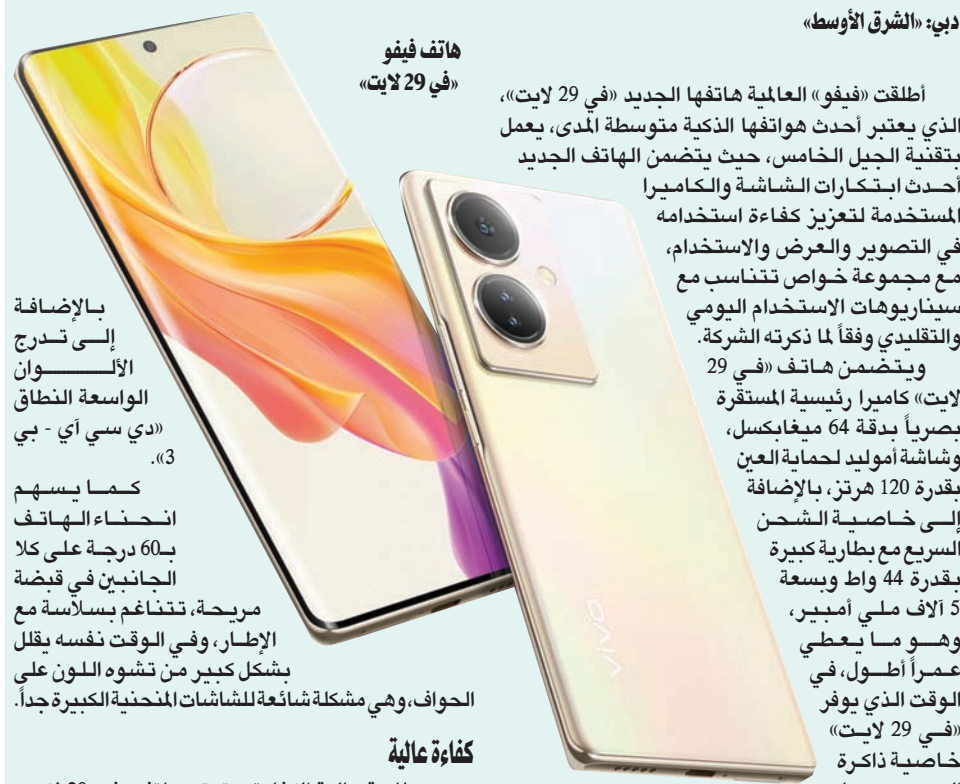 دبي: «الشرق الأوسط»
هاتف فيفو
«في 29 لايت»
أطلقت «فيفو» العالمية هاتفها الجديد «في 29 لايت»،
الذي يعتبر أحدث هواتفها الذكية متوسطة المدى، يعمل
بتقنية الجيل الخامس، حيث يتضمن الهاتف الجديد
أحدث ابتكارات الشاشة والكاميرا
المستخدمة لتعزيز كفاءة استخدامه
في التصوير والعرض والاستخدام،
مع مجموعة خواص تتناسب مع
سيناريوهات الاستخدام اليومي
والتقليدي وفقاً لما ذكرته الشركة.
ويتضمن هاتف «في 29
لايت» كاميرا رئيسية المستقرة
بصرياً بدقة 64 ميغابكسل،
وشاشة أموليد لحماية العين
بقدرة 120 هرتز، بالإضافة
إلى خاصية الشحن
السريع مع بطارية كبيرة
بقدرة 44 واط وبسعة
5 آلاف ملي أمبير،
وهو ما يعطي
عمراً أطول، في
الوقت الذي يوفر
«في 29 لايت»
خاصية ذاكرة
بالإضافة
إلى تدرج
الألوان
الواسعة النطاق
«دي سي آي - بي
3».
كما يسهم
انحناء الهاتف
بـ60 درجة على كلا
الجانبين في قبضة
مريحة، تتناغم بسلاسة مع
الإطار، وفي الوقت نفسه يقلل
بشكل كبير من تشوه اللون على
الحواف، وهي مشكلة شائعة للشاشات المنحنية الكبيرة جداً.
كفاءة عالية
vivo